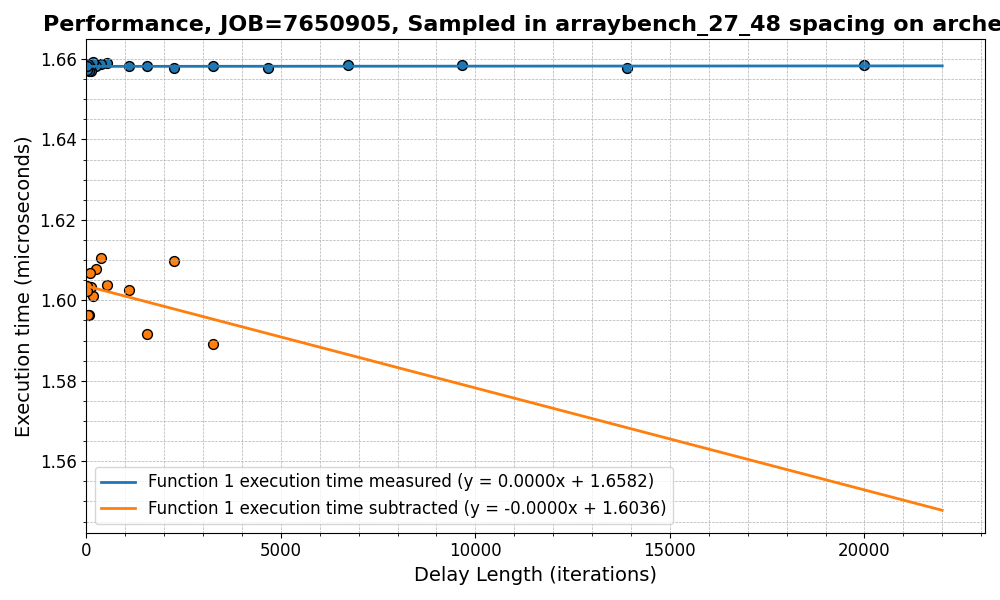 Performance, JOB=7650905, Sampled in arraybench_27_48 spacing on arche
Execution time (microseconds)
1.66
1.64
1.62
1.60
1.58
1.56
Function 1 execution time measured (y = 0.0000x + 1.6582)
Function 1 execution time subtracted (y = -0.0000x + 1.6036)
0
5000
10000
15000
20000
Delay Length (iterations)